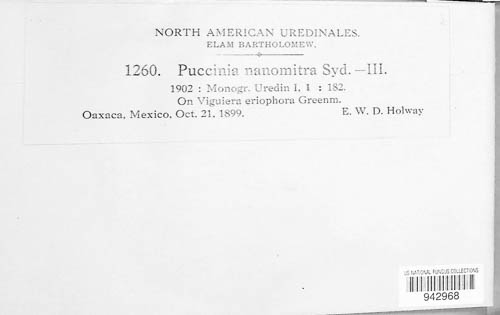 NORTH AMERICAN UREDINALES.
ELAM BARTHOLOMEW.
1260. Puccinia nanomitra Syd.—III.
1902 : Monogr. Uredin I, 1 : 182.
On Viguiera eriophora Greenm.
Oaxaca, Mexico, Oct. 21, 1899. E. W. D. Holway
US NATIONAL FUNGUS COLLECTIONS
942968